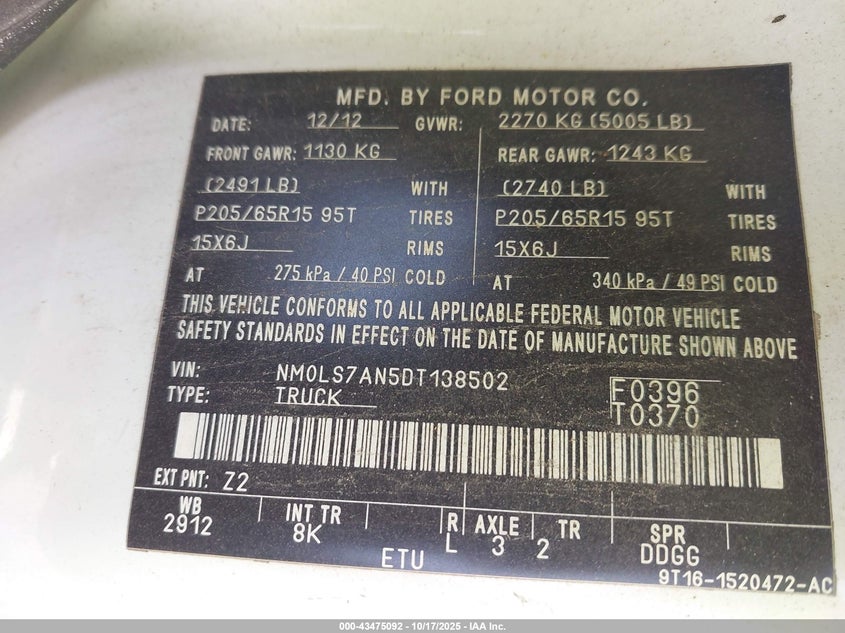 MFD. BY FORD MOTOR CO.
DATE: 12/12 GVWR: 2270 KG (5005 LB)
FRONT GAWR: 1130 KG REAR GAWR: 1243 KG
(2491 LB) WITH (2740 LB) WITH
P205/65R15 95T TIRES P205/65R15 95T TIRES
15X6J RIMS 15X6J RIMS
AT 275 kPa / 40 PSI COLD AT 340 kPa / 49 PSI COLD
THIS VEHICLE CONFORMS TO ALL APPLICABLE FEDERAL MOTOR VEHICLE
SAFETY STANDARDS IN EFFECT ON THE DATE OF MANUFACTURE SHOWN ABOVE
VIN: NM0LS7AN5DT138502 F0396
TYPE: TRUCK T0370
EXT PNT: Z2
WB INT TR R AXLE TR SPR
2912 8K L 3 2 DDGG
ETU 9T16-1520472-AC
000-43475092 - 10/17/2025 - IAA Inc.